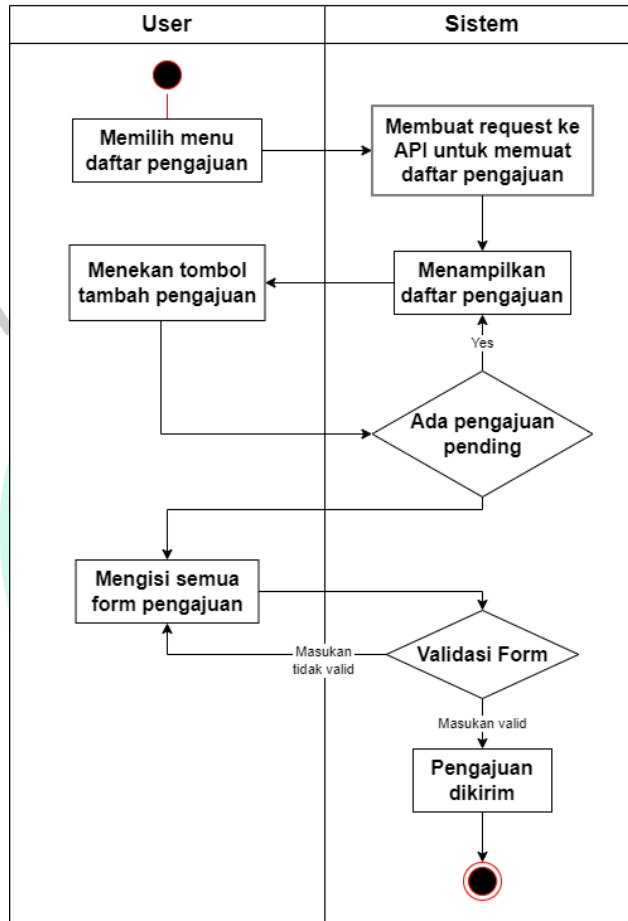 User
Sistem
Memilih menu
daftar pengajuan
Membuat request ke
API untuk memuat
daftar pengajuan
Menekan tombol
tambah pengajuan
Menampilkan
daftar pengajuan
Yes
Ada pengajuan
pending
Mengisi semua
form pengajuan
Masukan
tidak valid
Validasi Form
Masukan valid
Pengajuan
dikirim